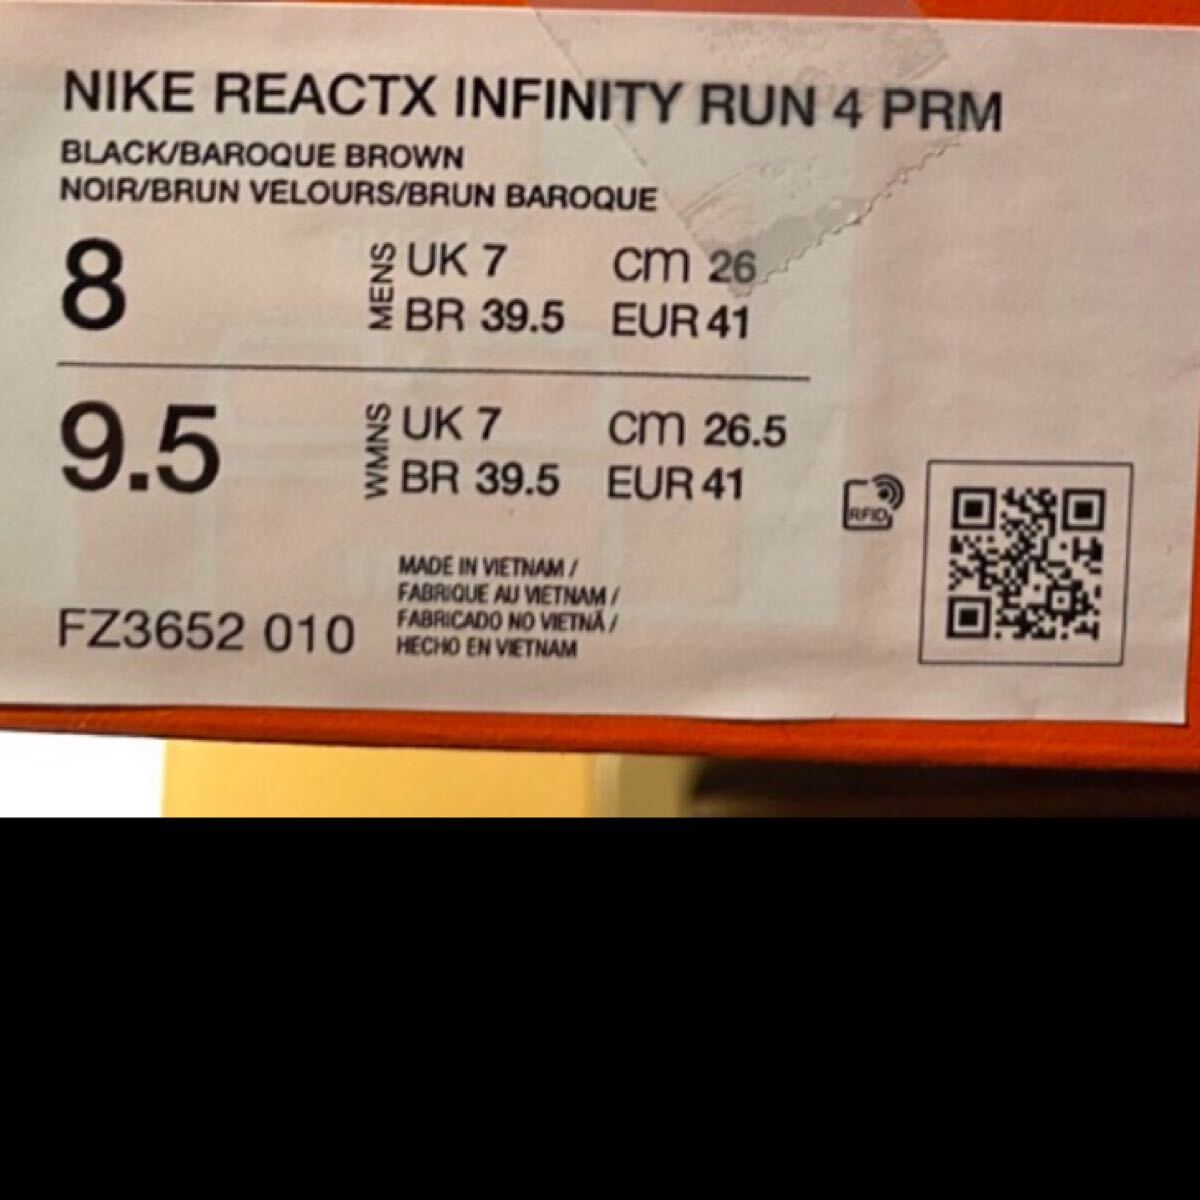 NIKE REACTX INFINITY RUN 4 PRM
BLACK/BAROQUE BROWN
NOIR/BRUN VELOURS/BRUN BAROQUE
8 MENS UK 7 cm 26
BR 39.5 EUR 41
9.5 WMNS UK 7 cm 26.5
BR 39.5 EUR 41
RFID
MADE IN VIETNAM /
FABRIQUE AU VIETNAM /
FABRICADO NO VIETNÃ /
HECHO EN VIETNAM
FZ3652 010